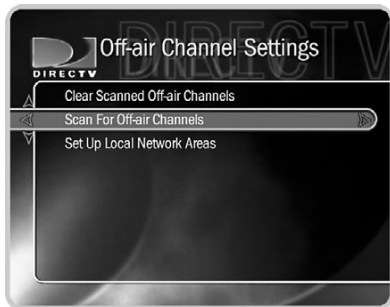 DIRECTV
Off-air Channel Settings
DIRECTV
Clear Scanned Off-air Channels
Scan For Off-air Channels
Set Up Local Network Areas